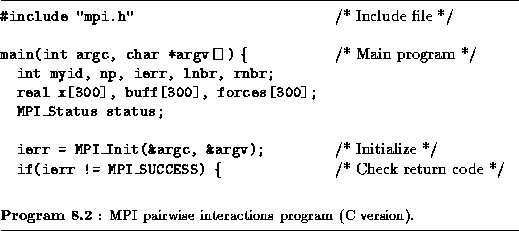 #include "mpi.h" /* Include file */
main(int argc, char *argv[]) { /* Main program */
int myid, np, ierr, lnbr, rnbr;
real x[300], buff[300], forces[300];
MPI_Status status;
ierr = MPI_Init(&argc, &argv); /* Initialize */
if(ierr != MPI_SUCCESS) { /* Check return code */
Program 8.2 : MPI pairwise interactions program (C version).